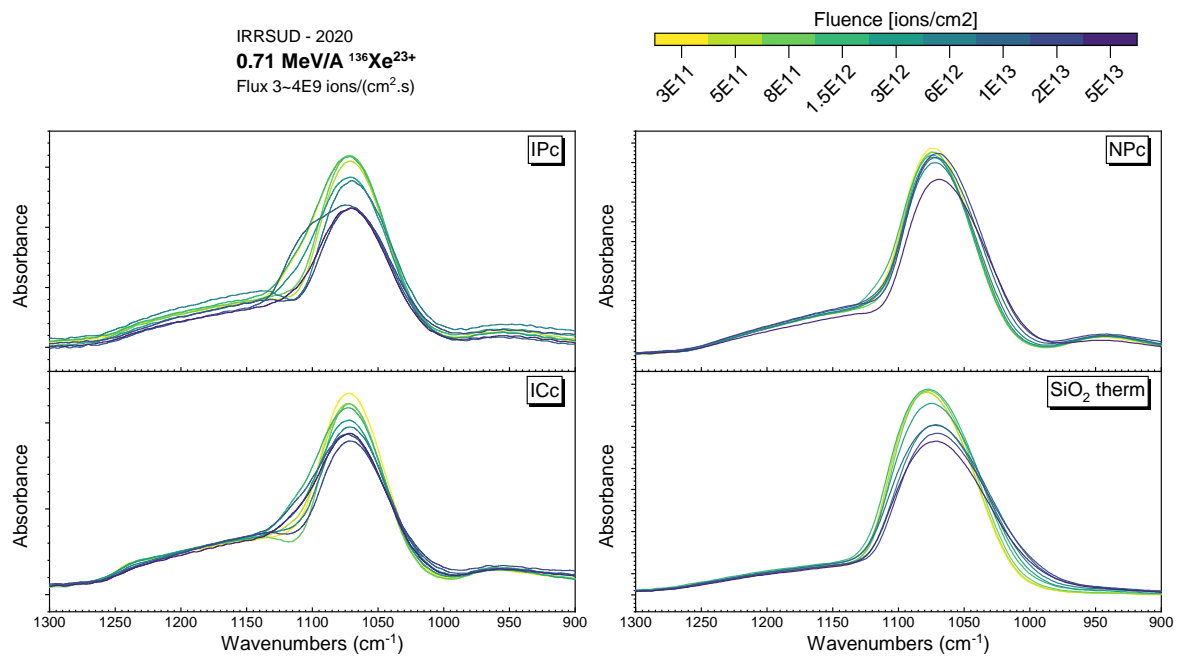 IRRSUD - 2020
0.71 MeV/A ¹³⁶Xe²³⁺
Flux 3~4E9 ions/(cm².s)
Fluence [ions/cm2]
3E11 5E11 8E11 1.5E12 3E12 6E12 1E13 2E13 5E13
IPc
Absorbance
NPc
Absorbance
ICc
Absorbance
1300 1250 1200 1150 1100 1050 1000 950 900
Wavenumbers (cm⁻¹)
SiO₂ therm
Absorbance
1300 1250 1200 1150 1100 1050 1000 950 900
Wavenumbers (cm⁻¹)